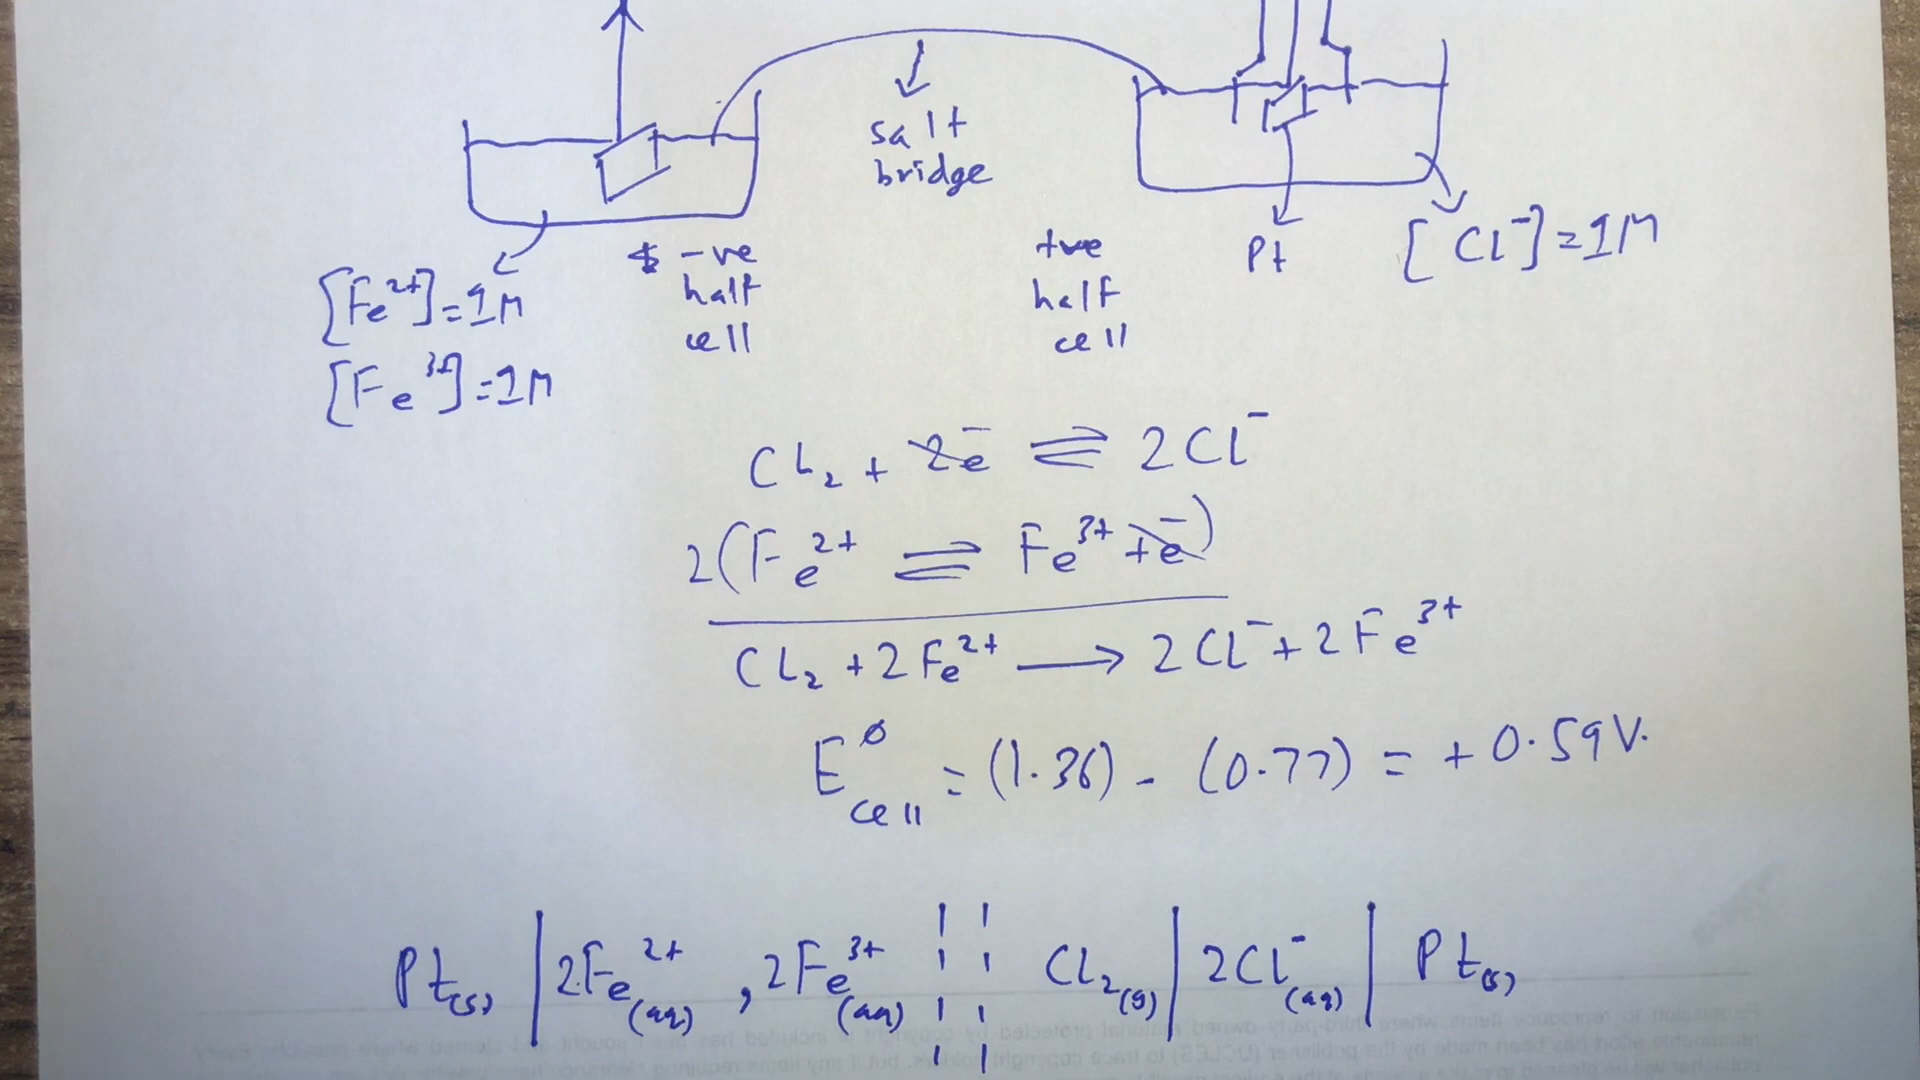 salt
bridge
[Fe²⁺]=1M
[Fe³⁺]=1M
-ve
half
cell
+ve
half
cell
Pt
[Cl⁻]=1M
Cl₂ + 2e⁻ ⇌ 2Cl⁻
2(Fe²⁺ ⇌ Fe³⁺ + e⁻)
Cl₂ + 2Fe²⁺ ⟶ 2Cl⁻ + 2Fe³⁺
E°cell = (1.36) - (0.77) = +0.59V.
Pt(s) | 2Fe²⁺(aq) , 2Fe³⁺(aq) ¦¦ Cl₂(g) | 2Cl⁻(aq) | Pt(s)